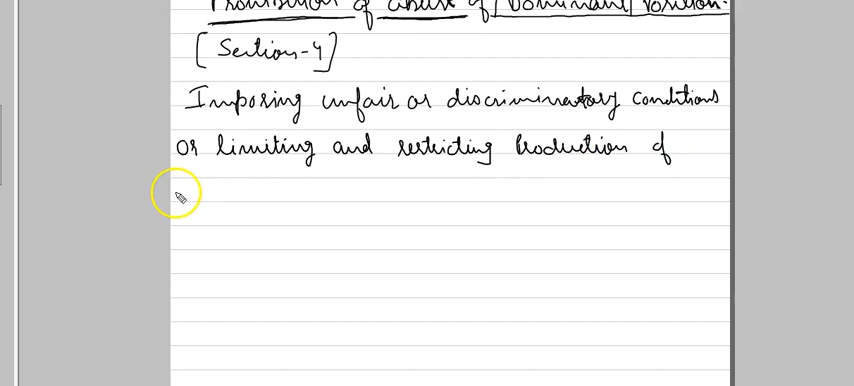 Prohibition of abuse of Dominant Position.
[Section-4]
Imposing unfair or discriminatory conditions
or limiting and restricting production of